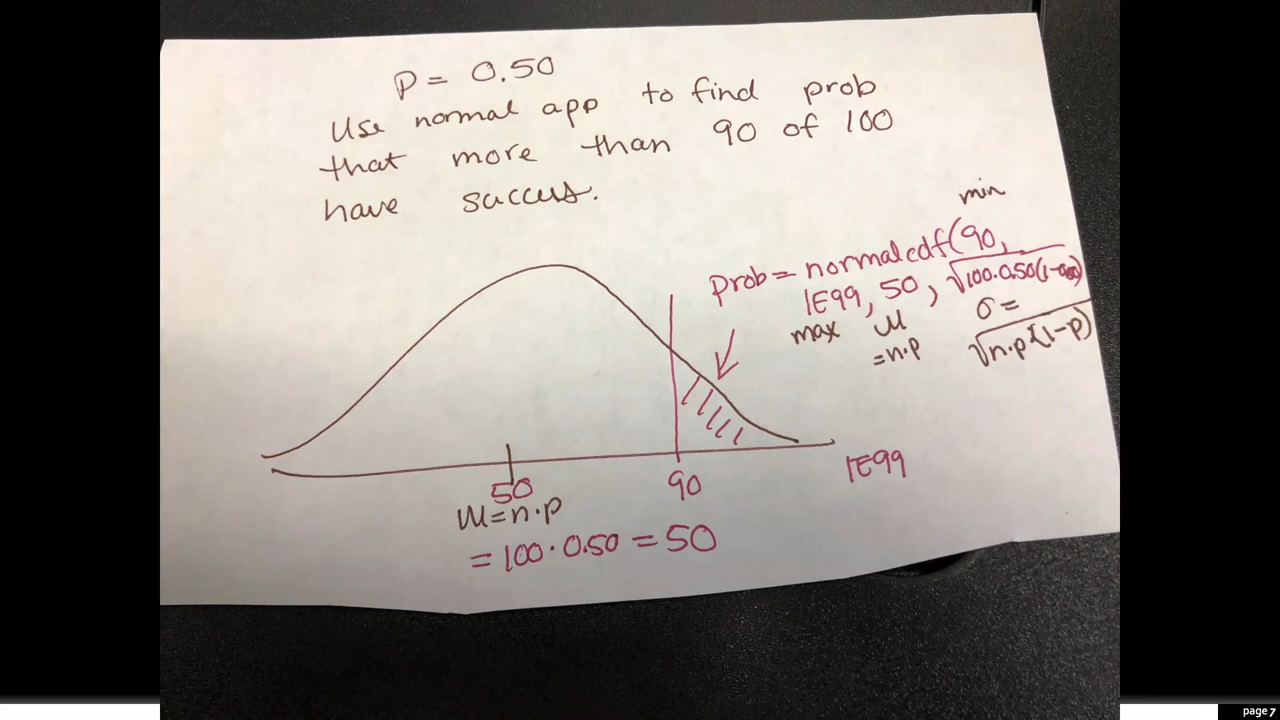 P = 0.50
Use normal app to find prob
that more than 90 of 100
have success.
min
prob = normalcdf(90,
1E99, 50, √100·0.50(1-0.50)
max μ σ =
=n·p √n·p·(1-p)
50 90 1E99
μ=n·p
= 100·0.50 = 50
page 7